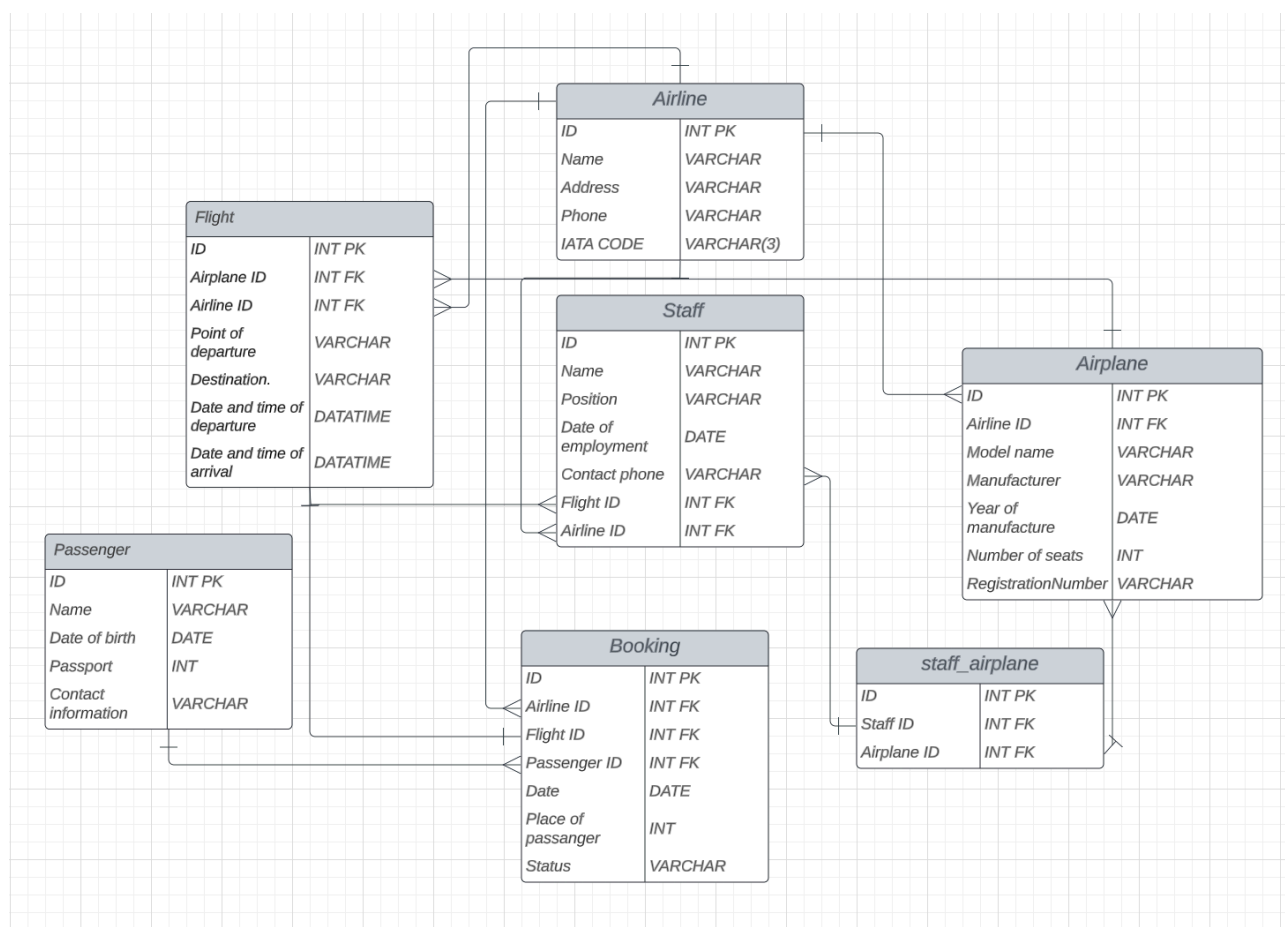 Airline
ID INT PK
Name VARCHAR
Address VARCHAR
Phone VARCHAR
IATA CODE VARCHAR(3)
Flight
ID INT PK
Airplane ID INT FK
Airline ID INT FK
Point of
departure VARCHAR
Destination. VARCHAR
Date and time of
departure DATATIME
Date and time of
arrival DATATIME
Staff
ID INT PK
Name VARCHAR
Position VARCHAR
Date of
employment DATE
Contact phone VARCHAR
Flight ID INT FK
Airline ID INT FK
Airplane
ID INT PK
Airline ID INT FK
Model name VARCHAR
Manufacturer VARCHAR
Year of
manufacture DATE
Number of seats INT
RegistrationNumber VARCHAR
Passenger
ID INT PK
Name VARCHAR
Date of birth DATE
Passport INT
Contact
information VARCHAR
Booking
ID INT PK
Airline ID INT FK
Flight ID INT FK
Passenger ID INT FK
Date DATE
Place of
passanger INT
Status VARCHAR
staff_airplane
ID INT PK
Staff ID INT FK
Airplane ID INT FK